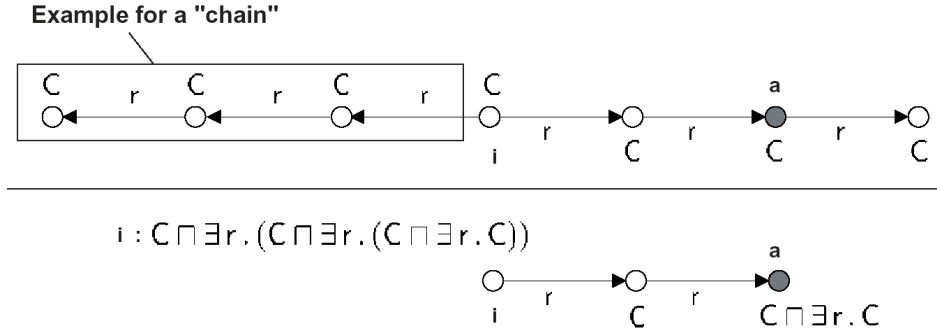 Example for a "chain"
C r C r C r C a
r i r C r C r C
i : C ⊓ ∃r.(C ⊓ ∃r.(C ⊓ ∃r.C))
a
i r C r C ⊓ ∃r.C